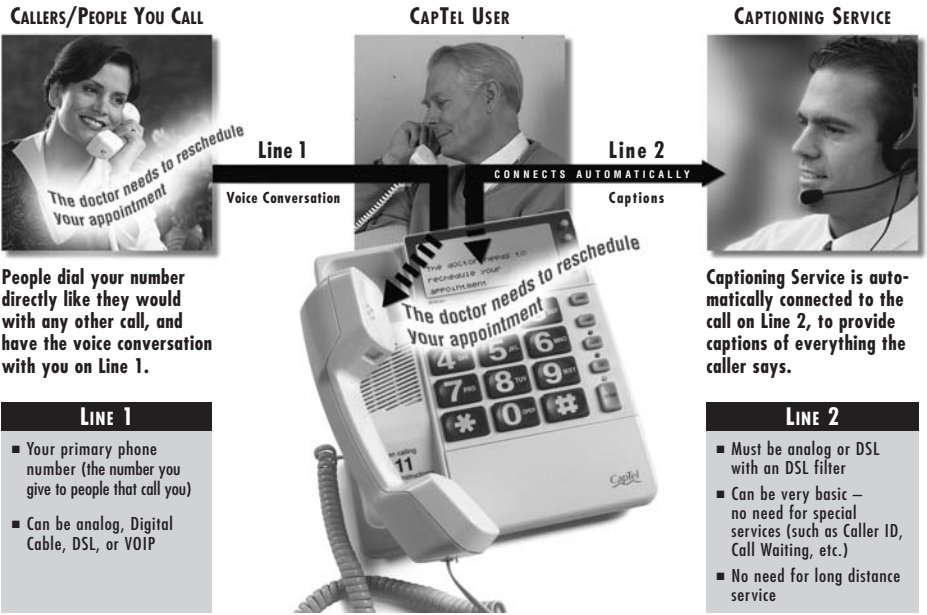 CALLERS/PEOPLE YOU CALL
CAPTEL USER
CAPTIONING SERVICE
The doctor needs to reschedule
your appointment
Line 1
Voice Conversation
Line 2
CONNECTS AUTOMATICALLY
Captions
The doctor needs to
reschedule your
appointment
The doctor needs to reschedule
your appointment
4
5 JKL
6 MNO
7 PRS
8 TUV
9 WXY
* 0 OPER #
11
CapTel
People dial your number
directly like they would
with any other call, and
have the voice conversation
with you on Line 1.
Captioning Service is auto-
matically connected to the
call on Line 2, to provide
captions of everything the
caller says.
LINE 1
■ Your primary phone
number (the number you
give to people that call you)
■ Can be analog, Digital
Cable, DSL, or VOIP
LINE 2
■ Must be analog or DSL
with an DSL filter
■ Can be very basic –
no need for special
services (such as Caller ID,
Call Waiting, etc.)
■ No need for long distance
service